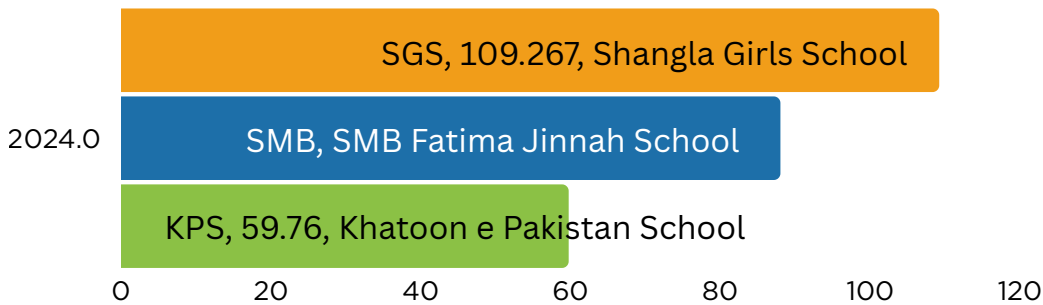 SGS, 109.267, Shangla Girls School
2024.0
SMB, SMB Fatima Jinnah School
KPS, 59.76, Khatoon e Pakistan School
0 20 40 60 80 100 120